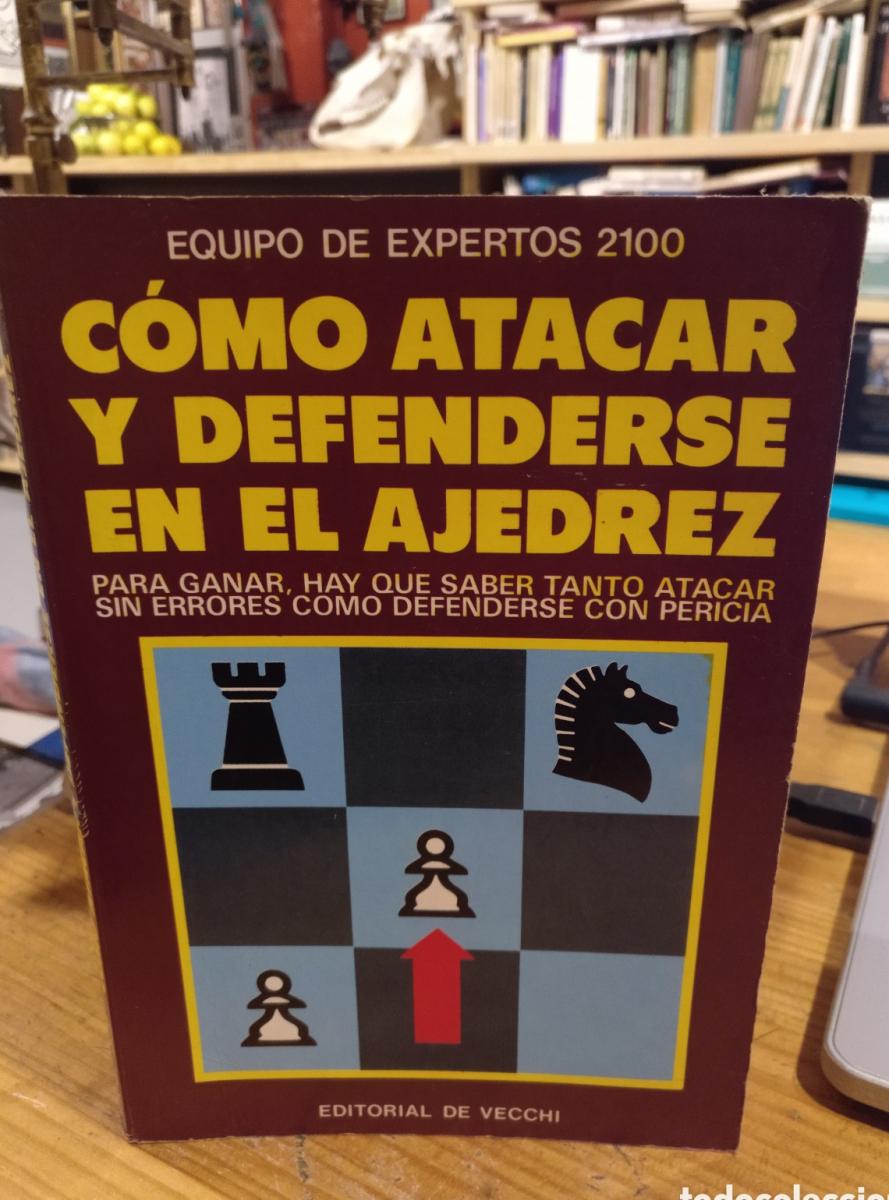 EQUIPO DE EXPERTOS 2100
CÓMO ATACAR
Y DEFENDERSE
EN EL AJEDREZ
PARA GANAR, HAY QUE SABER TANTO ATACAR
SIN ERRORES COMO DEFENDERSE CON PERICIA
EDITORIAL DE VECCHI